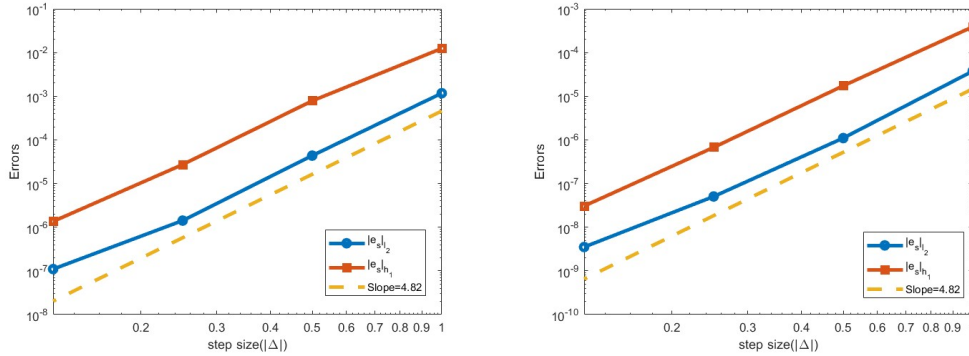 10^-1
10^-2
10^-3
10^-4
10^-5
10^-6
10^-7
10^-8
Errors
0.2 0.3 0.4 0.5 0.6 0.7 0.8 0.9 1
step size(|Δ|)
|e_s|_l_2
|e_s|_h_1
Slope=4.82
10^-3
10^-4
10^-5
10^-6
10^-7
10^-8
10^-9
10^-10
Errors
0.2 0.3 0.4 0.5 0.6 0.7 0.8 0.9
step size(|Δ|)
|e_s|_l_2
|e_s|_h_1
Slope=4.82